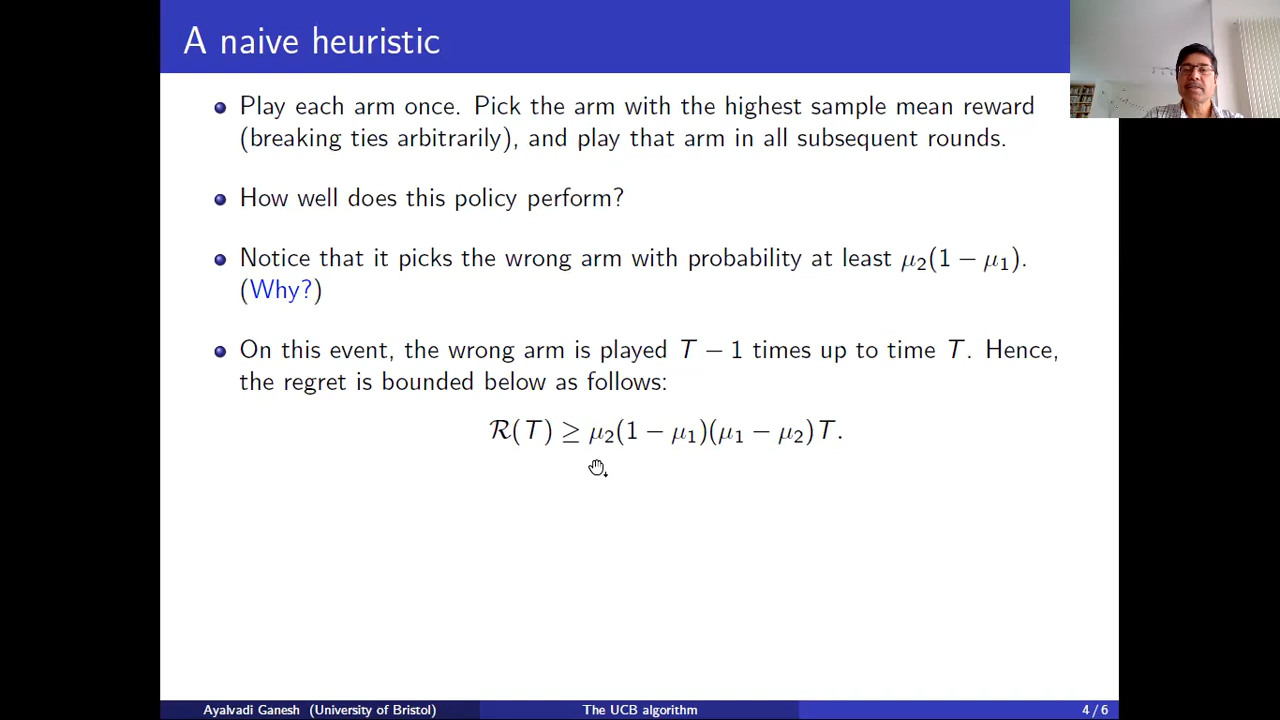 A naive heuristic
Play each arm once. Pick the arm with the highest sample mean reward
(breaking ties arbitrarily), and play that arm in all subsequent rounds.
How well does this policy perform?
Notice that it picks the wrong arm with probability at least μ₂(1 − μ₁).
(Why?)
On this event, the wrong arm is played T − 1 times up to time T. Hence,
the regret is bounded below as follows:
R(T) ≥ μ₂(1 − μ₁)(μ₁ − μ₂)T.
Ayalvadi Ganesh (University of Bristol) The UCB algorithm 4 / 6